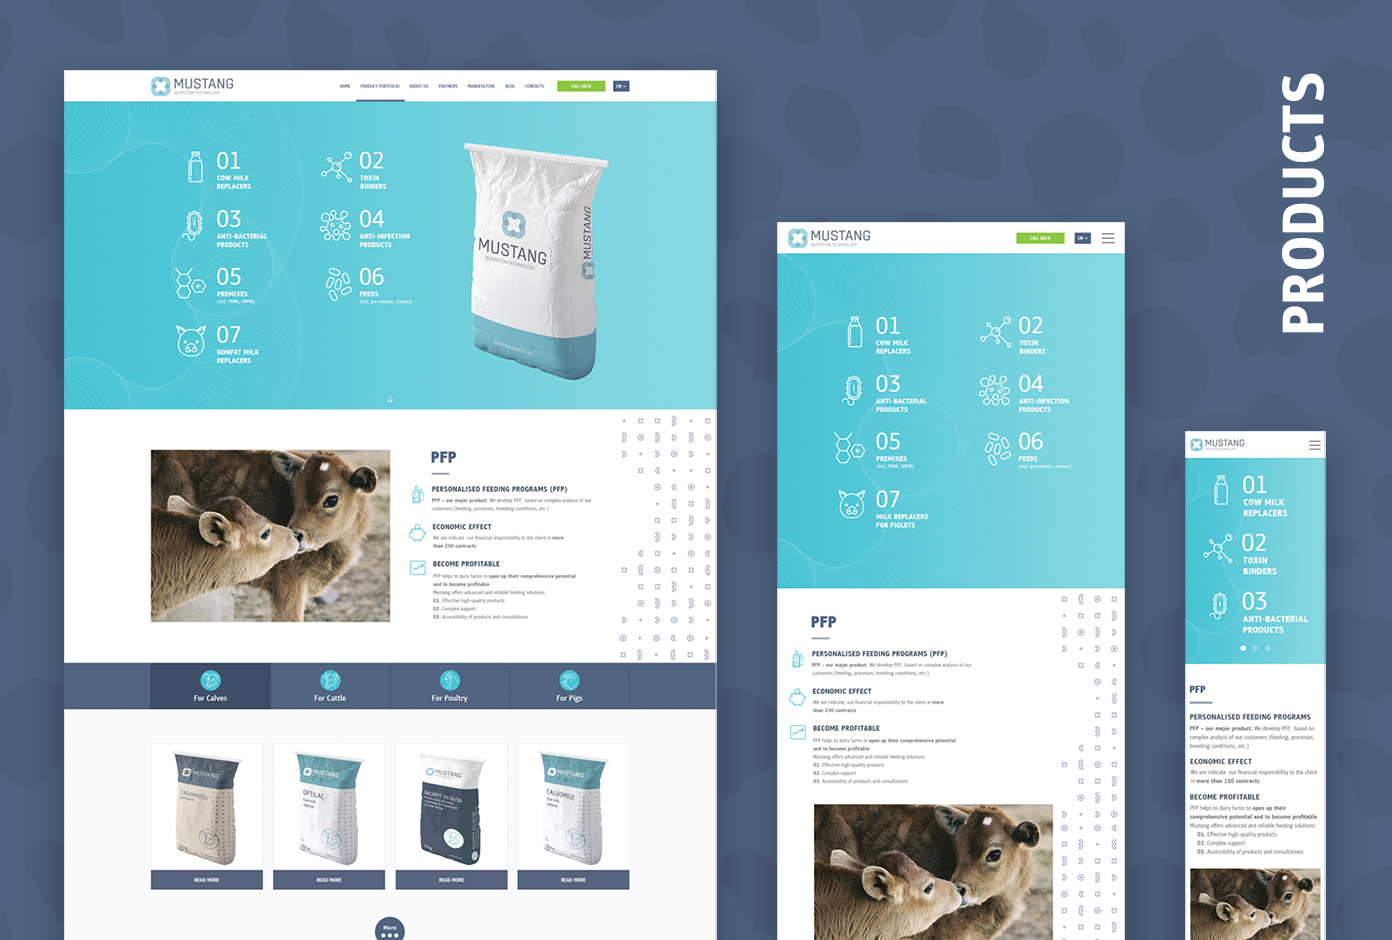 MUSTANG
NUTRITION TECHNOLOGY
HOME
PRODUCT PORTFOLIO
ABOUT US
PARTNERS
MANUFACTURE
BLOG
CONTACTS
CALL BACK
EN
01
COW MILK
REPLACERS
02
TOXIN
BINDERS
03
ANTI-BACTERIAL
PRODUCTS
04
ANTI-INFECTION
PRODUCTS
05
PREMIXES
06
FEEDS
(incl. pre-starters, starters)
07
NONFAT MILK
REPLACERS
MUSTANG
NUTRITION TECHNOLOGY
MUSTANG
PFP
PERSONALISED FEEDING PROGRAMS (PFP)
PFP – our major product. We develop PFP, based on complex analysis of our
customers (feeding, processes, breeding conditions, etc.)
ECONOMIC EFFECT
We are indicate our financial responsibility to the client in more
than 250 contracts
BECOME PROFITABLE
PFP helps to dairy farms to open up their comprehensive potential
and to become profitable
Mustang offers advanced and reliable feeding solutions:
01. Effective high-quality products
02. Complex support
03. Accessibility of products and consultations
For Calves
For Cattle
For Poultry
For Pigs
MUSTANG
MUSTANG
OPTILAC
Cow milk
replacer
MUSTANG
MUSTANG
CALVOMILK
Cow milk
replacer
READ MORE
READ MORE
READ MORE
READ MORE
More
MUSTANG
NUTRITION TECHNOLOGY
CALL BACK
EN
01
COW MILK
REPLACERS
02
TOXIN
BINDERS
03
ANTI-BACTERIAL
PRODUCTS
04
ANTI-INFECTION
PRODUCTS
05
PREMIXES
06
FEEDS
(incl. pre-starters, starters)
07
MILK REPLACERS
FOR PIGLETS
PFP
PERSONALISED FEEDING PROGRAMS (PFP)
PFP – our major product. We develop PFP, based on complex analysis of our
customers (feeding, processes, breeding conditions, etc.)
ECONOMIC EFFECT
We are indicate our financial responsibility to the client in more
than 250 contracts
BECOME PROFITABLE
PFP helps to dairy farms to open up their comprehensive potential
and to become profitable
Mustang offers advanced and reliable feeding solutions:
01. Effective high-quality products
02. Complex support
03. Accessibility of products and consultations
PRODUCTS
MUSTANG
NUTRITION TECHNOLOGY
01
COW MILK
REPLACERS
02
TOXIN
BINDERS
03
ANTI-BACTERIAL
PRODUCTS
PFP
PERSONALISED FEEDING PROGRAMS
PFP – our major product. We develop PFP, based on
complex analysis of our customers (feeding, processes,
breeding conditions, etc.)
ECONOMIC EFFECT
We are indicate our financial responsibility to the client
in more than 250 contracts
BECOME PROFITABLE
PFP helps to dairy farms to open up their
comprehensive potential and to become profitable
Mustang offers advanced and reliable feeding solutions:
01. Effective high-quality products
02. Complex support
03. Accessibility of products and consultations